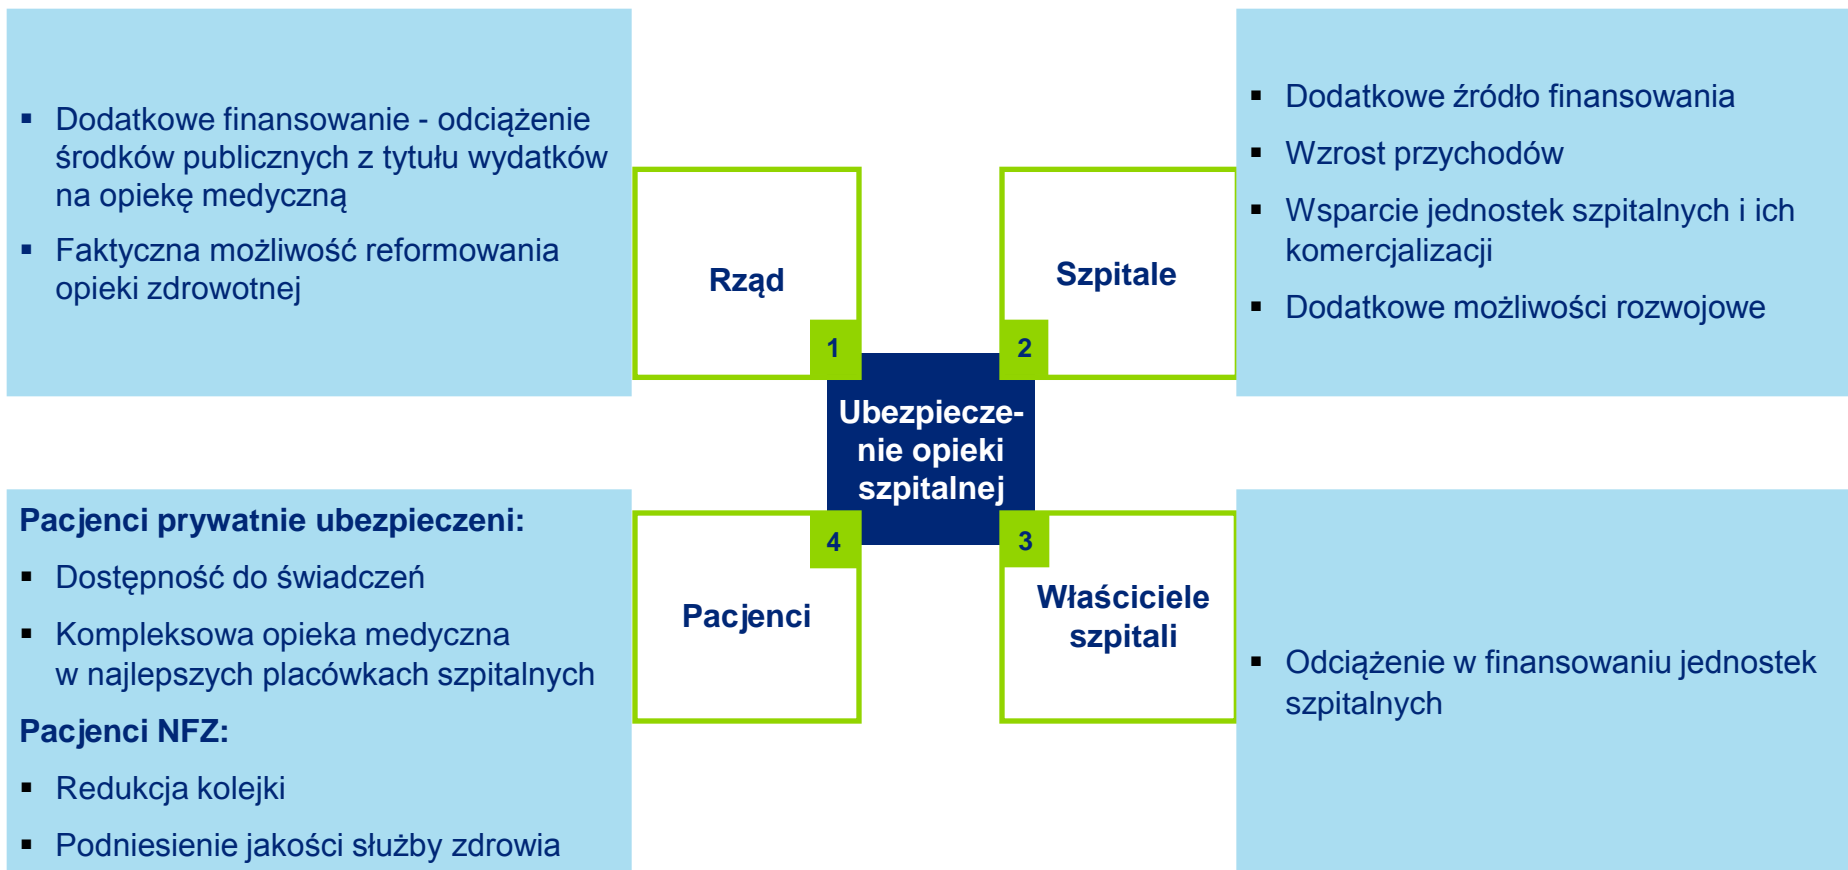 ▪ Dodatkowe finansowanie - odciążenie
środków publicznych z tytułu wydatków
na opiekę medyczną
▪ Faktyczna możliwość reformowania
opieki zdrowotnej
Rząd
1
Szpitale
2
▪ Dodatkowe źródło finansowania
▪ Wzrost przychodów
▪ Wsparcie jednostek szpitalnych i ich
komercjalizacji
▪ Dodatkowe możliwości rozwojowe
Ubezpiecze-
nie opieki
szpitalnej
Pacjenci prywatnie ubezpieczeni:
▪ Dostępność do świadczeń
▪ Kompleksowa opieka medyczna
w najlepszych placówkach szpitalnych
Pacjenci NFZ:
▪ Redukcja kolejki
▪ Podniesienie jakości służby zdrowia
4
Pacjenci
3
Właściciele
szpitali
▪ Odciążenie w finansowaniu jednostek
szpitalnych